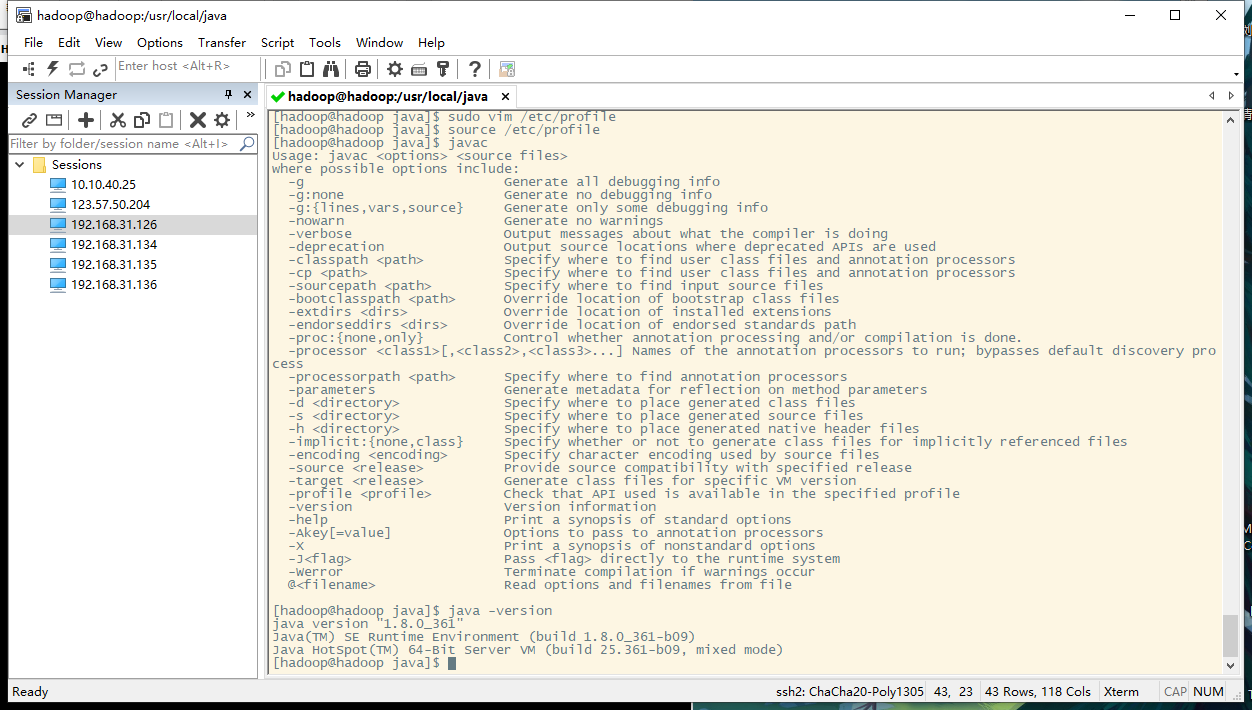 hadoop@hadoop:/usr/local/java
File Edit View Options Transfer Script Tools Window Help
Enter host <Alt+R>
Session Manager
hadoop@hadoop:/usr/local/java
Filter by folder/session name <Alt+I>
Sessions
10.10.40.25
123.57.50.204
192.168.31.126
192.168.31.134
192.168.31.135
192.168.31.136
[hadoop@hadoop java]$ sudo vim /etc/profile
[hadoop@hadoop java]$ source /etc/profile
[hadoop@hadoop java]$ javac
Usage: javac <options> <source files>
where possible options include:
-g Generate all debugging info
-g:none Generate no debugging info
-g:{lines,vars,source} Generate only some debugging info
-nowarn Generate no warnings
-verbose Output messages about what the compiler is doing
-deprecation Output source locations where deprecated APIs are used
-classpath <path> Specify where to find user class files and annotation processors
-cp <path> Specify where to find user class files and annotation processors
-sourcepath <path> Specify where to find input source files
-bootclasspath <path> Override location of bootstrap class files
-extdirs <dirs> Override location of installed extensions
-endorseddirs <dirs> Override location of endorsed standards path
-proc:{none,only} Control whether annotation processing and/or compilation is done.
-processor <class1>[,<class2>,<class3>...] Names of the annotation processors to run; bypasses default discovery pro
cess
-processorpath <path> Specify where to find annotation processors
-parameters Generate metadata for reflection on method parameters
-d <directory> Specify where to place generated class files
-s <directory> Specify where to place generated source files
-h <directory> Specify where to place generated native header files
-implicit:{none,class} Specify whether or not to generate class files for implicitly referenced files
-encoding <encoding> Specify character encoding used by source files
-source <release> Provide source compatibility with specified release
-target <release> Generate class files for specific VM version
-profile <profile> Check that API used is available in the specified profile
-version Version information
-help Print a synopsis of standard options
-Akey[=value] Options to pass to annotation processors
-X Print a synopsis of nonstandard options
-J<flag> Pass <flag> directly to the runtime system
-Werror Terminate compilation if warnings occur
@<filename> Read options and filenames from file
[hadoop@hadoop java]$ java -version
java version "1.8.0_361"
Java(TM) SE Runtime Environment (build 1.8.0_361-b09)
Java HotSpot(TM) 64-Bit Server VM (build 25.361-b09, mixed mode)
[hadoop@hadoop java]$
Ready ssh2: ChaCha20-Poly1305 43, 23 43 Rows, 118 Cols Xterm CAP NUM